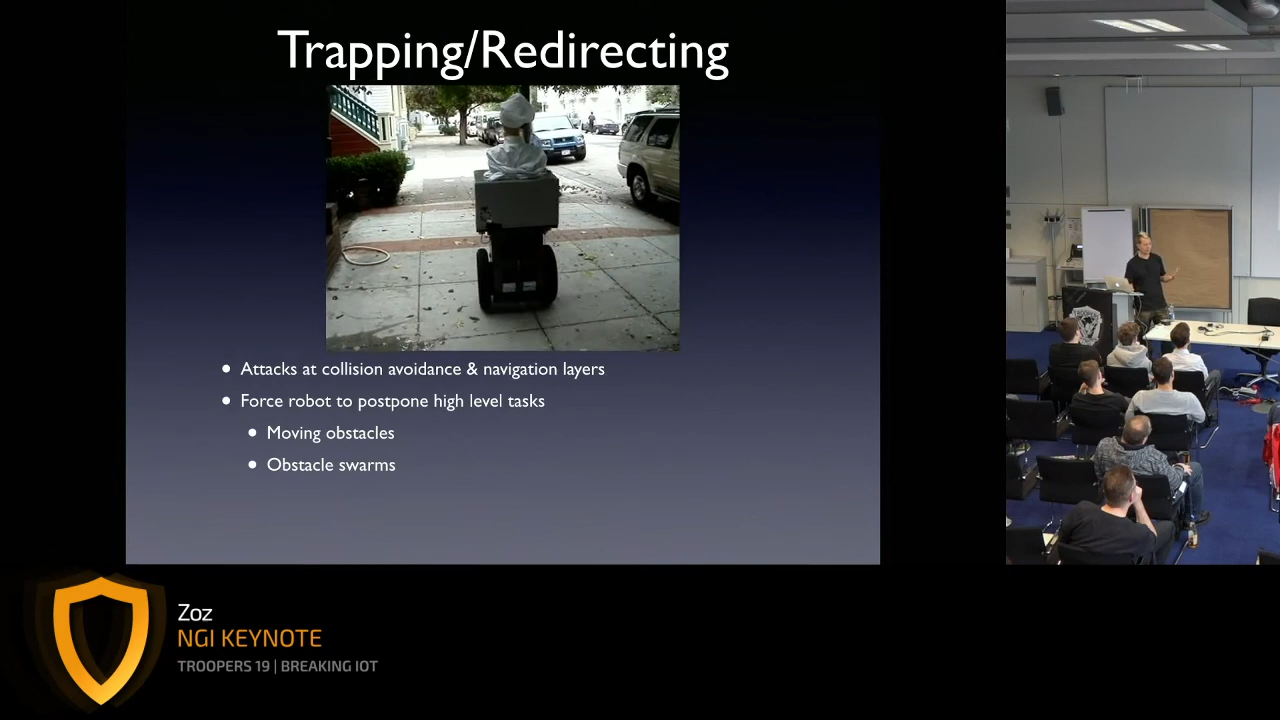 Trapping/Redirecting
• Attacks at collision avoidance & navigation layers
• Force robot to postpone high level tasks
• Moving obstacles
• Obstacle swarms
Zoz
NGI KEYNOTE
TROOPERS 19 | BREAKING IOT